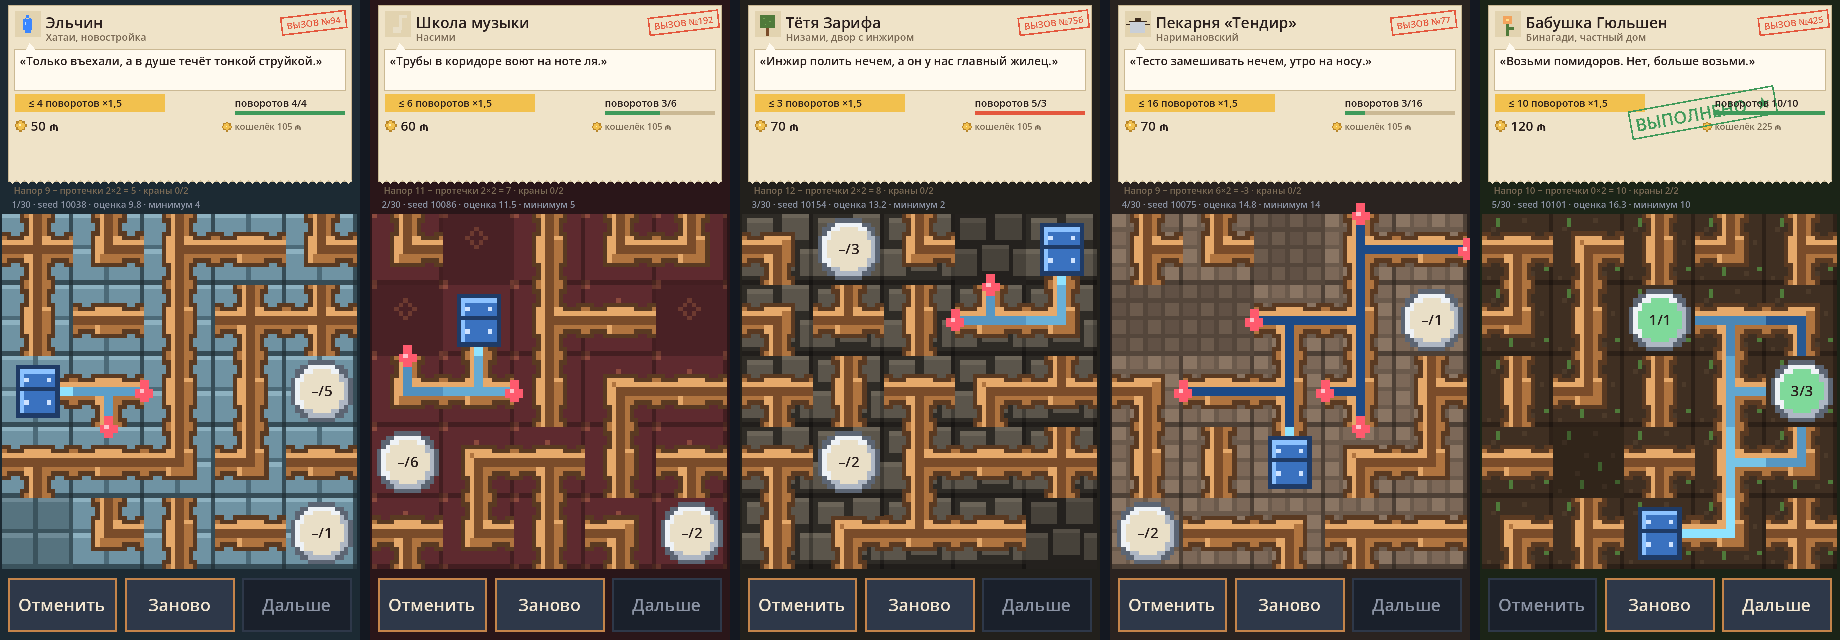 Эльчин
Хатаи, новостройка
ВЫЗОВ №94
«Только въехали, а в душе течёт тонкой струйкой.»
≤ 4 поворотов ×1,5
поворотов 4/4
50 ₼
кошелёк 105 ₼
Напор 9 − протечки 2×2 = 5 · краны 0/2
1/30 · seed 10038 · оценка 9.8 · минимум 4
–/5
–/1
Отменить
Заново
Дальше
Школа музыки
Насими
ВЫЗОВ №192
«Трубы в коридоре воют на ноте ля.»
≤ 6 поворотов ×1,5
поворотов 3/6
60 ₼
кошелёк 105 ₼
Напор 11 − протечки 2×2 = 7 · краны 0/2
2/30 · seed 10086 · оценка 11.5 · минимум 5
–/6
–/2
Отменить
Заново
Дальше
Тётя Зарифа
Низами, двор с инжиром
ВЫЗОВ №756
«Инжир полить нечем, а он у нас главный жилец.»
≤ 3 поворотов ×1,5
поворотов 5/3
70 ₼
кошелёк 105 ₼
Напор 12 − протечки 2×2 = 8 · краны 0/2
3/30 · seed 10154 · оценка 13.2 · минимум 2
–/3
–/2
Отменить
Заново
Дальше
Пекарня «Тендир»
Наримановский
ВЫЗОВ №77
«Тесто замешивать нечем, утро на носу.»
≤ 16 поворотов ×1,5
поворотов 3/16
70 ₼
кошелёк 105 ₼
Напор 9 − протечки 6×2 = -3 · краны 0/2
4/30 · seed 10075 · оценка 14.8 · минимум 14
–/1
–/2
Отменить
Заново
Дальше
Бабушка Гюльшен
Бинагади, частный дом
ВЫЗОВ №425
«Возьми помидоров. Нет, больше возьми.»
≤ 10 поворотов ×1,5
поворотов 10/10
ВЫПОЛНЕНО ★
120 ₼
кошелёк 225 ₼
Напор 10 − протечки 0×2 = 10 · краны 2/2
5/30 · seed 10101 · оценка 16.3 · минимум 10
1/1
3/3
Отменить
Заново
Дальше